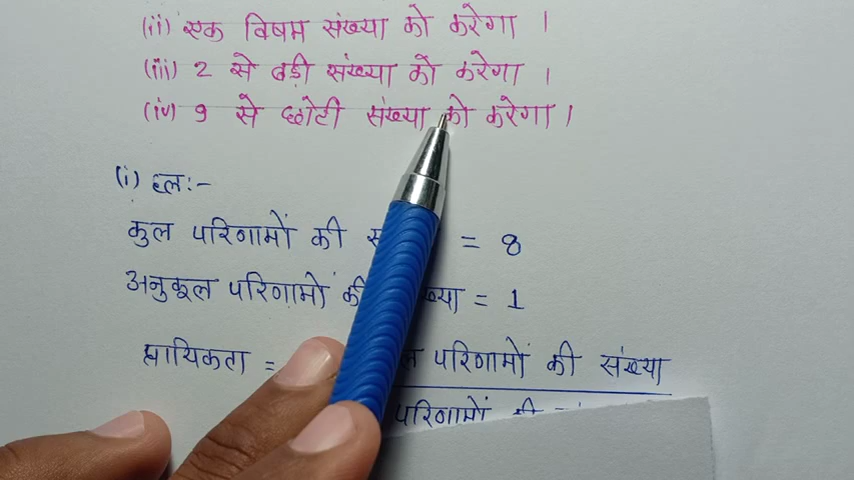 (ii) एक विषम संख्या को करेगा ।
(iii) 2 से बड़ी संख्या को करेगा ।
(iv) 9 से छोटी संख्या को करेगा ।
(i) हल:-
कुल परिणामों की = 8
अनुकूल परिणामों की = 1
प्रायिकता = परिणामों की संख्या
परिणामों की